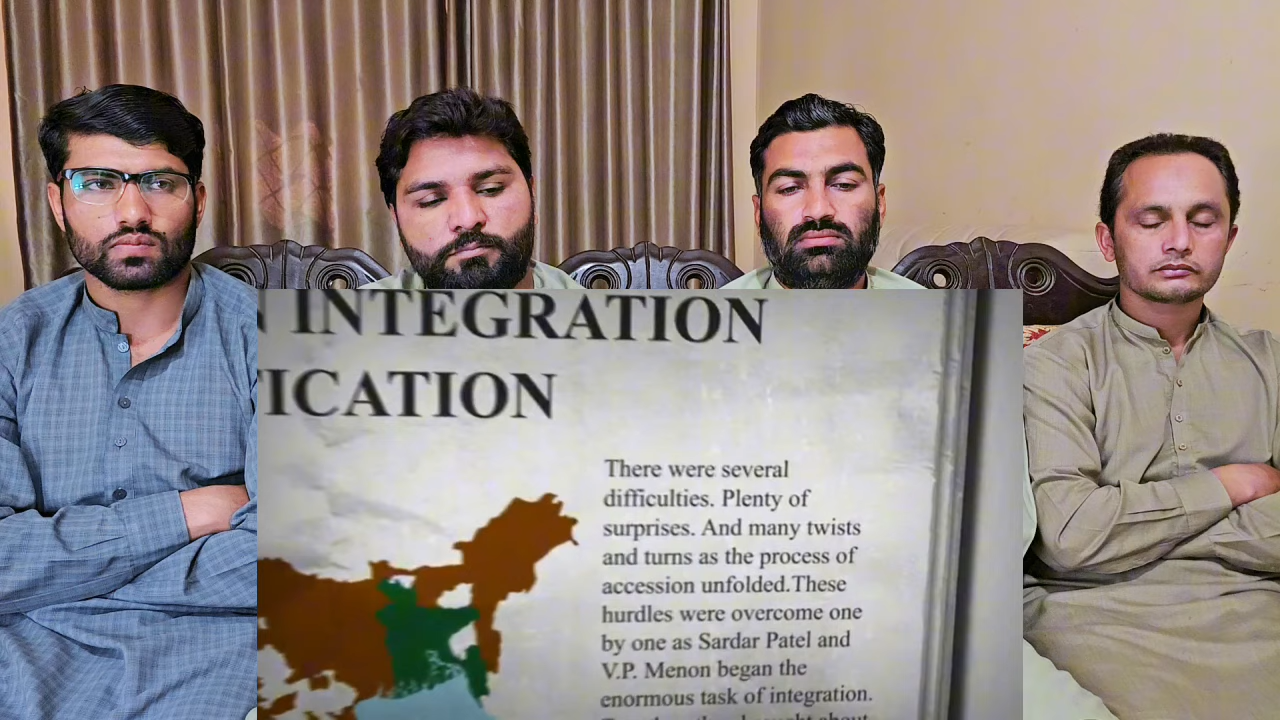 INTEGRATION
ICATION
There were several
difficulties. Plenty of
surprises. And many twists
and turns as the process of
accession unfolded.These
hurdles were overcome one
by one as Sardar Patel and
V.P. Menon began the
enormous task of integration.